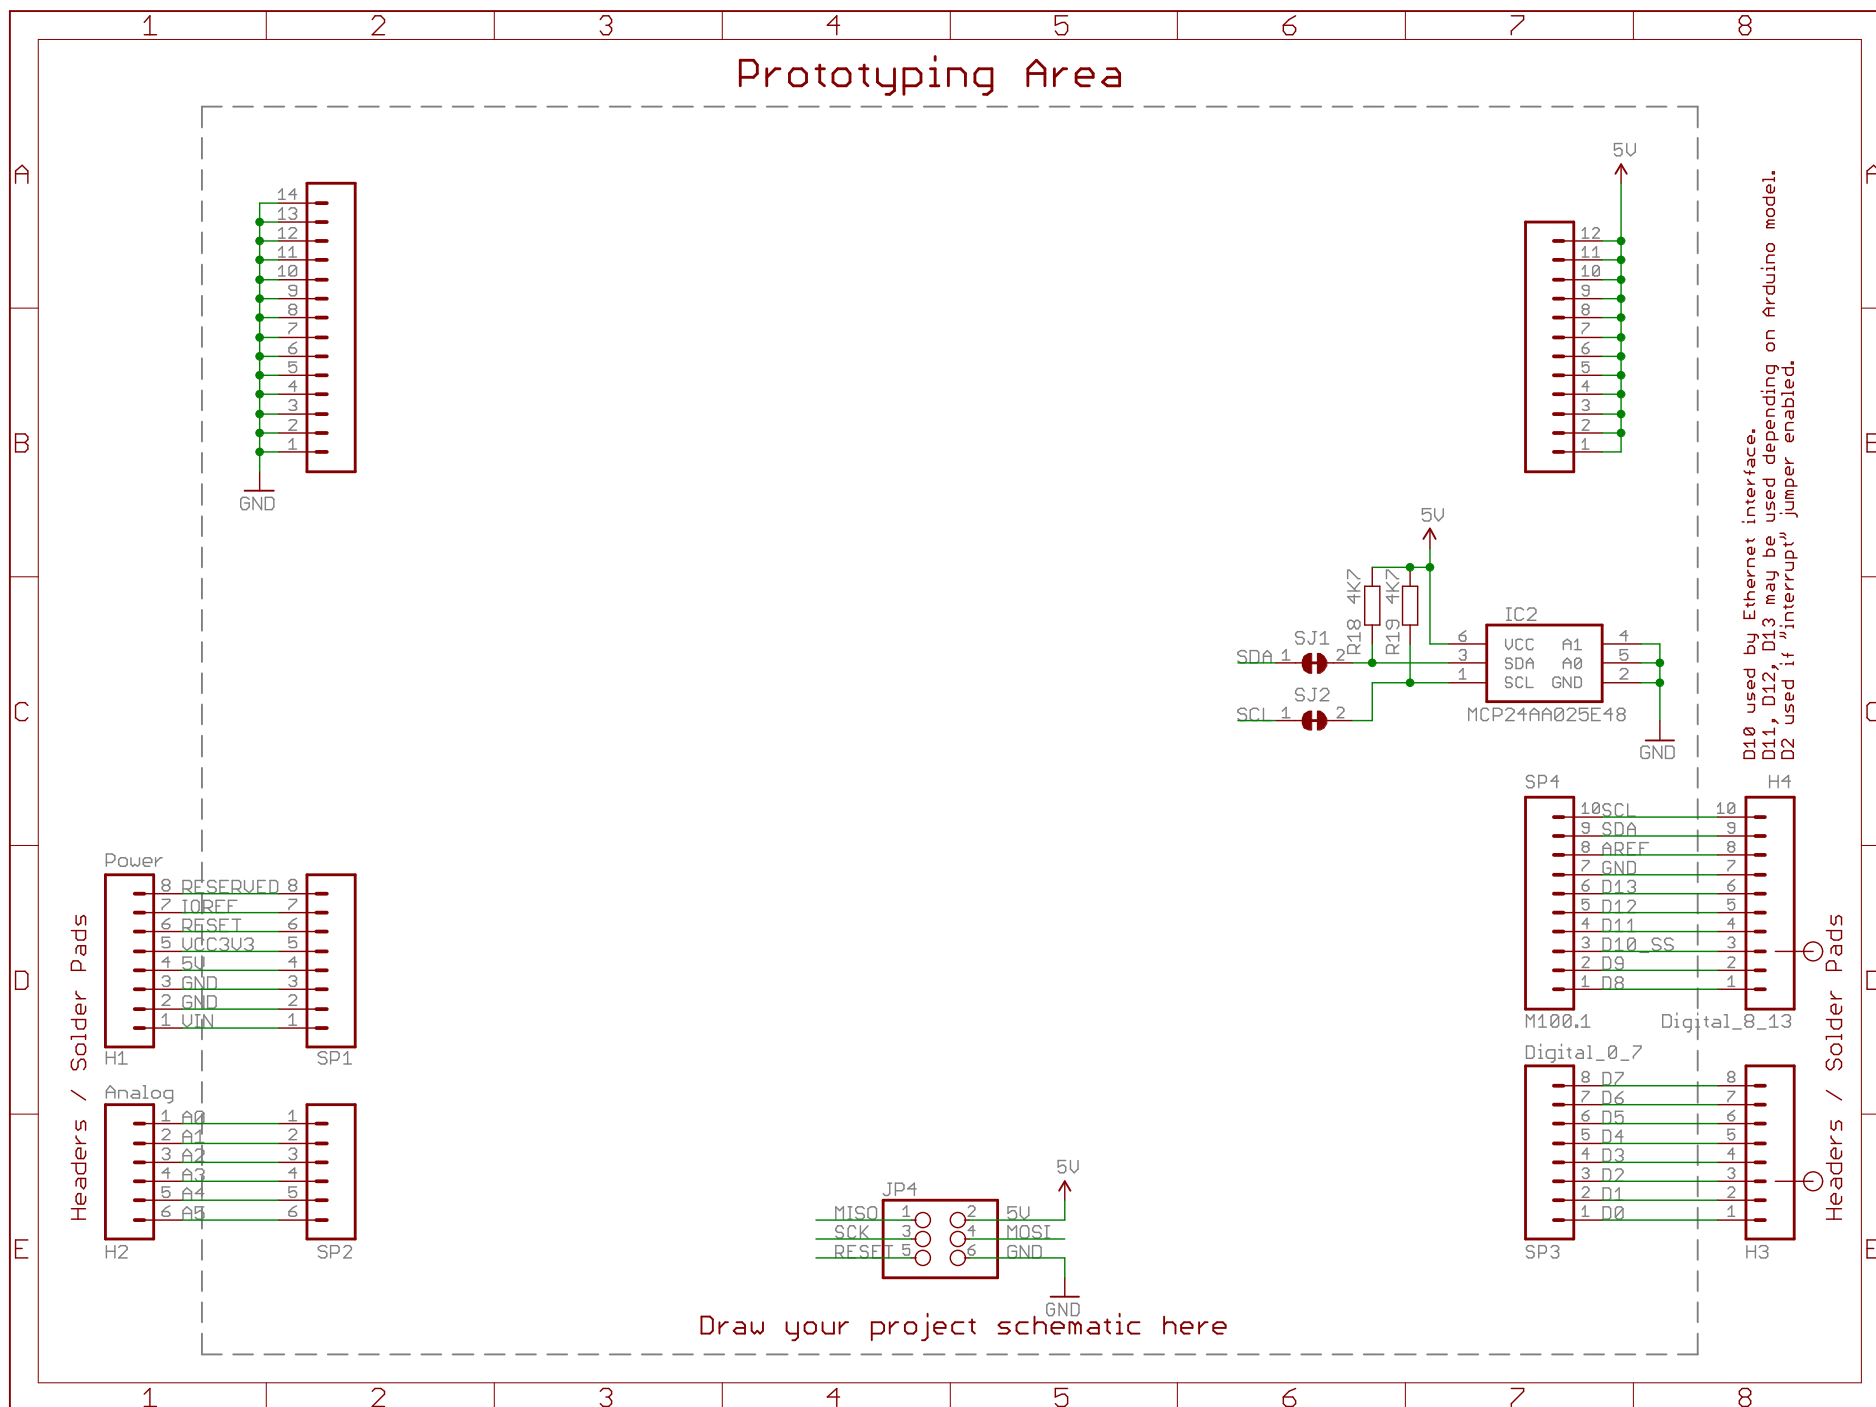 1 2 3 4 5 6 7 8
Prototyping Area
A
B
C
D
E
14
13
12
11
10
9
8
7
6
5
4
3
2
1
GND
5V
12
11
10
9
8
7
6
5
4
3
2
1
D10 used by Ethernet interface.
D11, D12, D13 may be used depending on Arduino model.
D2 used if "interrupt" jumper enabled.
5V
R18 4K7
R19 4K7
SJ1
SDA 1 2
SJ2
SCL 1 2
IC2
6 VCC A1 4
3 SDA A0 5
1 SCL GND 2
MCP24AA025E48
GND
Headers / Solder Pads
Power
8 RESERVED 8
7 IOREF 7
6 RESET 6
5 VCC3V3 5
4 5V 4
3 GND 3
2 GND 2
1 VIN 1
H1 SP1
Analog
1 A0 1
2 A1 2
3 A2 3
4 A3 4
5 A4 5
6 A5 6
H2 SP2
JP4
5V
MISO 1 2 5V
SCK 3 4 MOSI
RESET 5 6 GND
GND
SP4 H4
10 SCL 10
9 SDA 9
8 AREF 8
7 GND 7
6 D13 6
5 D12 5
4 D11 4
3 D10_SS 3
2 D9 2
1 D8 1
M100.1 Digital_8_13
Digital_0_7
8 D7 8
7 D6 7
6 D5 6
5 D4 5
4 D3 4
3 D2 3
2 D1 2
1 D0 1
SP3 H3
Headers / Solder Pads
A
B
C
D
E
Draw your project schematic here
1 2 3 4 5 6 7 8